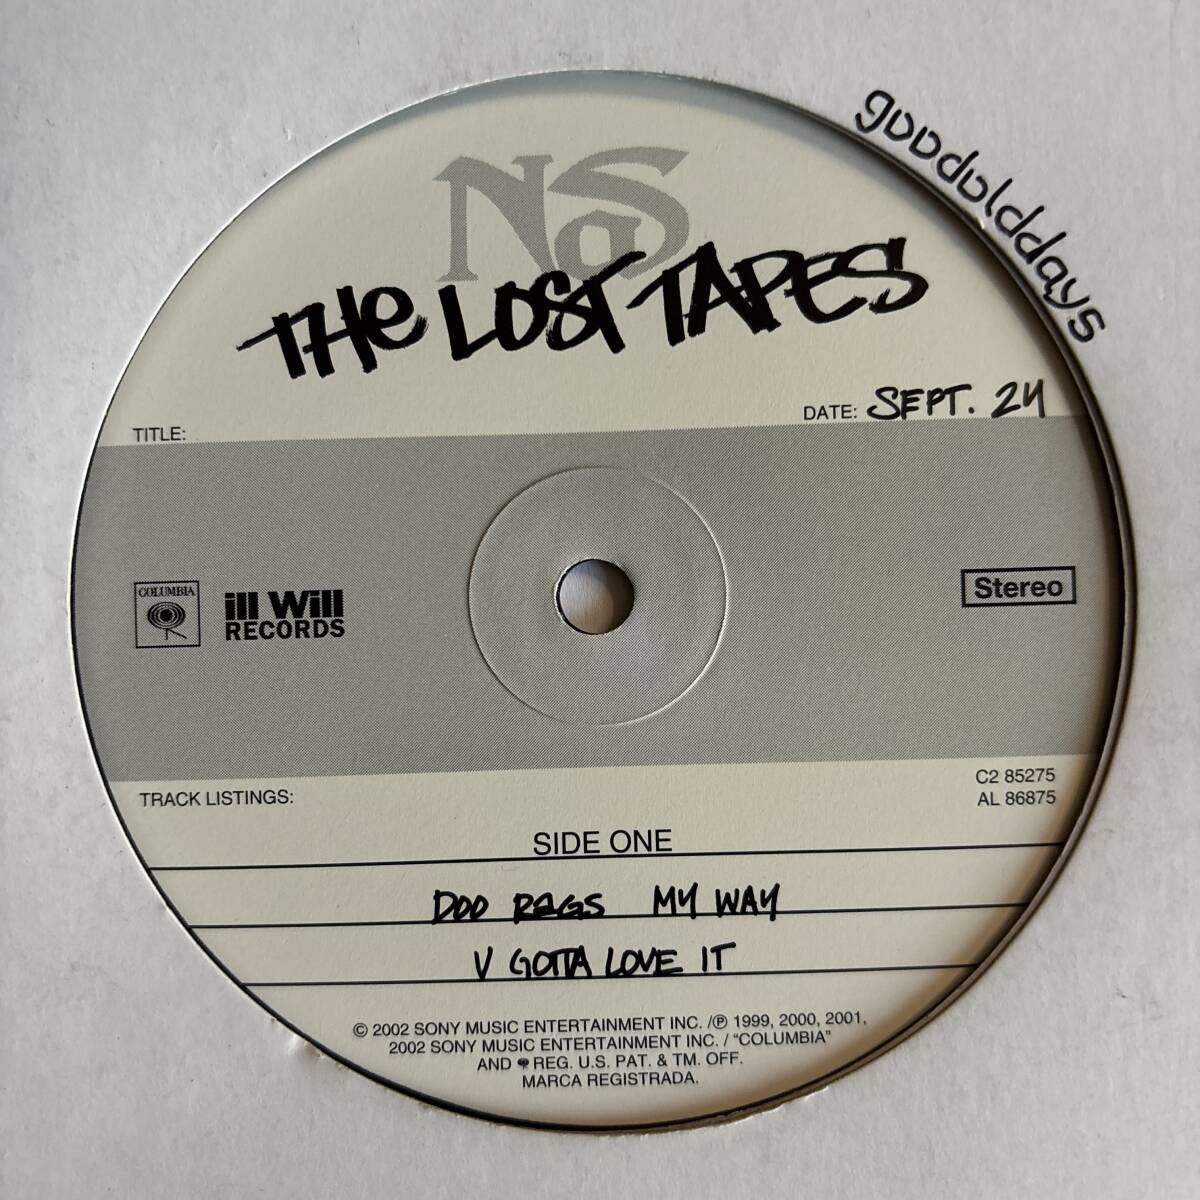 goodolddays
Nas
THE LOST TAPES
DATE: SEPT. 24
TITLE:
COLUMBIA
ill Will
RECORDS
Stereo
C2 85275
TRACK LISTINGS:
AL 86875
SIDE ONE
DOO RAGS MY WAY
U GOTTA LOVE IT
© 2002 SONY MUSIC ENTERTAINMENT INC. /℗ 1999, 2000, 2001,
2002 SONY MUSIC ENTERTAINMENT INC. / "COLUMBIA"
AND REG. U.S. PAT. & TM. OFF.
MARCA REGISTRADA.